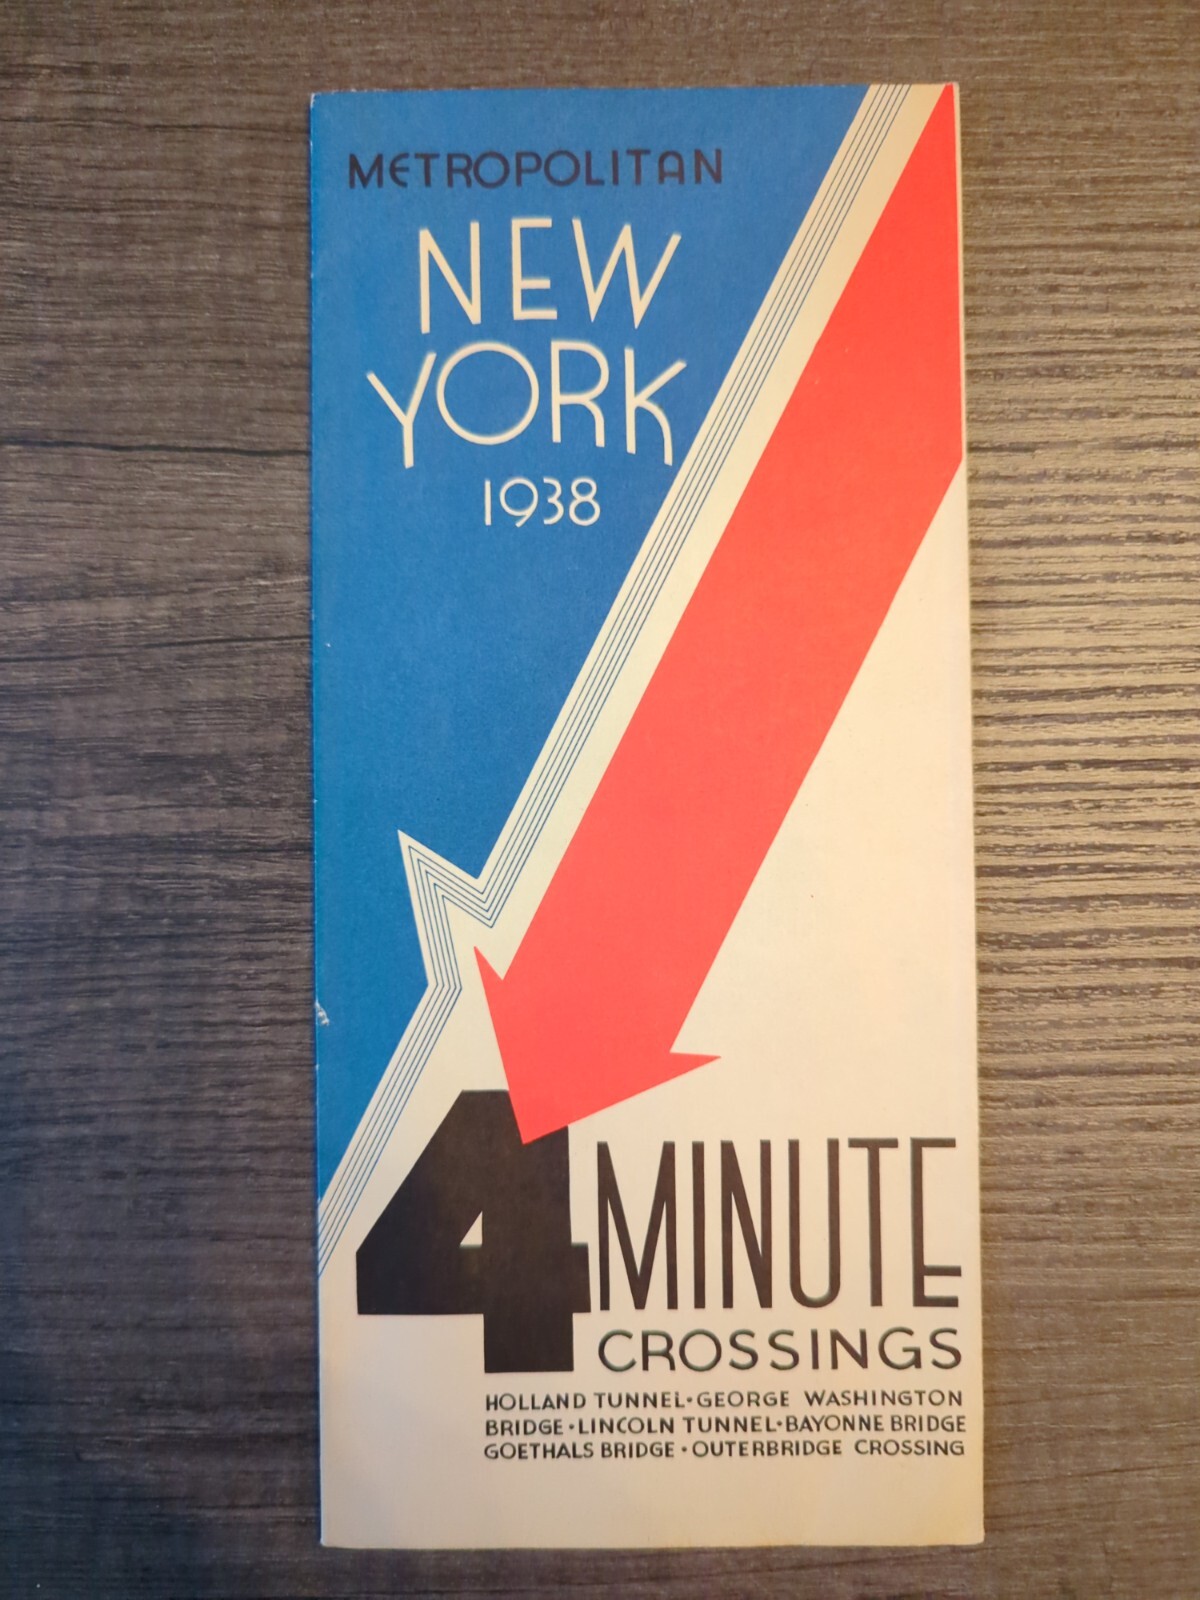 METROPOLITAN
NEW
YORK
1938
4 MINUTE
CROSSINGS
HOLLAND TUNNEL•GEORGE WASHINGTON
BRIDGE•LINCOLN TUNNEL•BAYONNE BRIDGE
GOETHALS BRIDGE•OUTERBRIDGE CROSSING